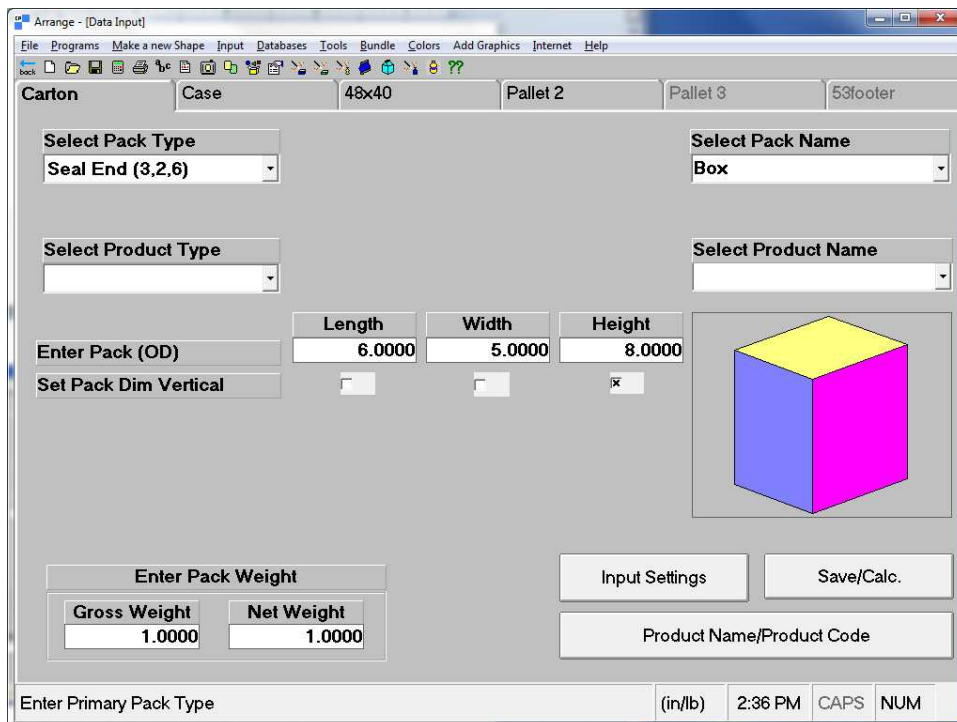 Arrange - [Data Input]
File Programs Make a new Shape Input Databases Tools Bundle Colors Add Graphics Internet Help
back ??
Carton Case 48x40 Pallet 2 Pallet 3 53footer
Select Pack Type Select Pack Name
Seal End (3,2,6) Box
Select Product Type Select Product Name
Length Width Height
Enter Pack (OD) 6.0000 5.0000 8.0000
Set Pack Dim Vertical
Enter Pack Weight Input Settings Save/Calc.
Gross Weight Net Weight
1.0000 1.0000 Product Name/Product Code
Enter Primary Pack Type (in/lb) 2:36 PM CAPS NUM